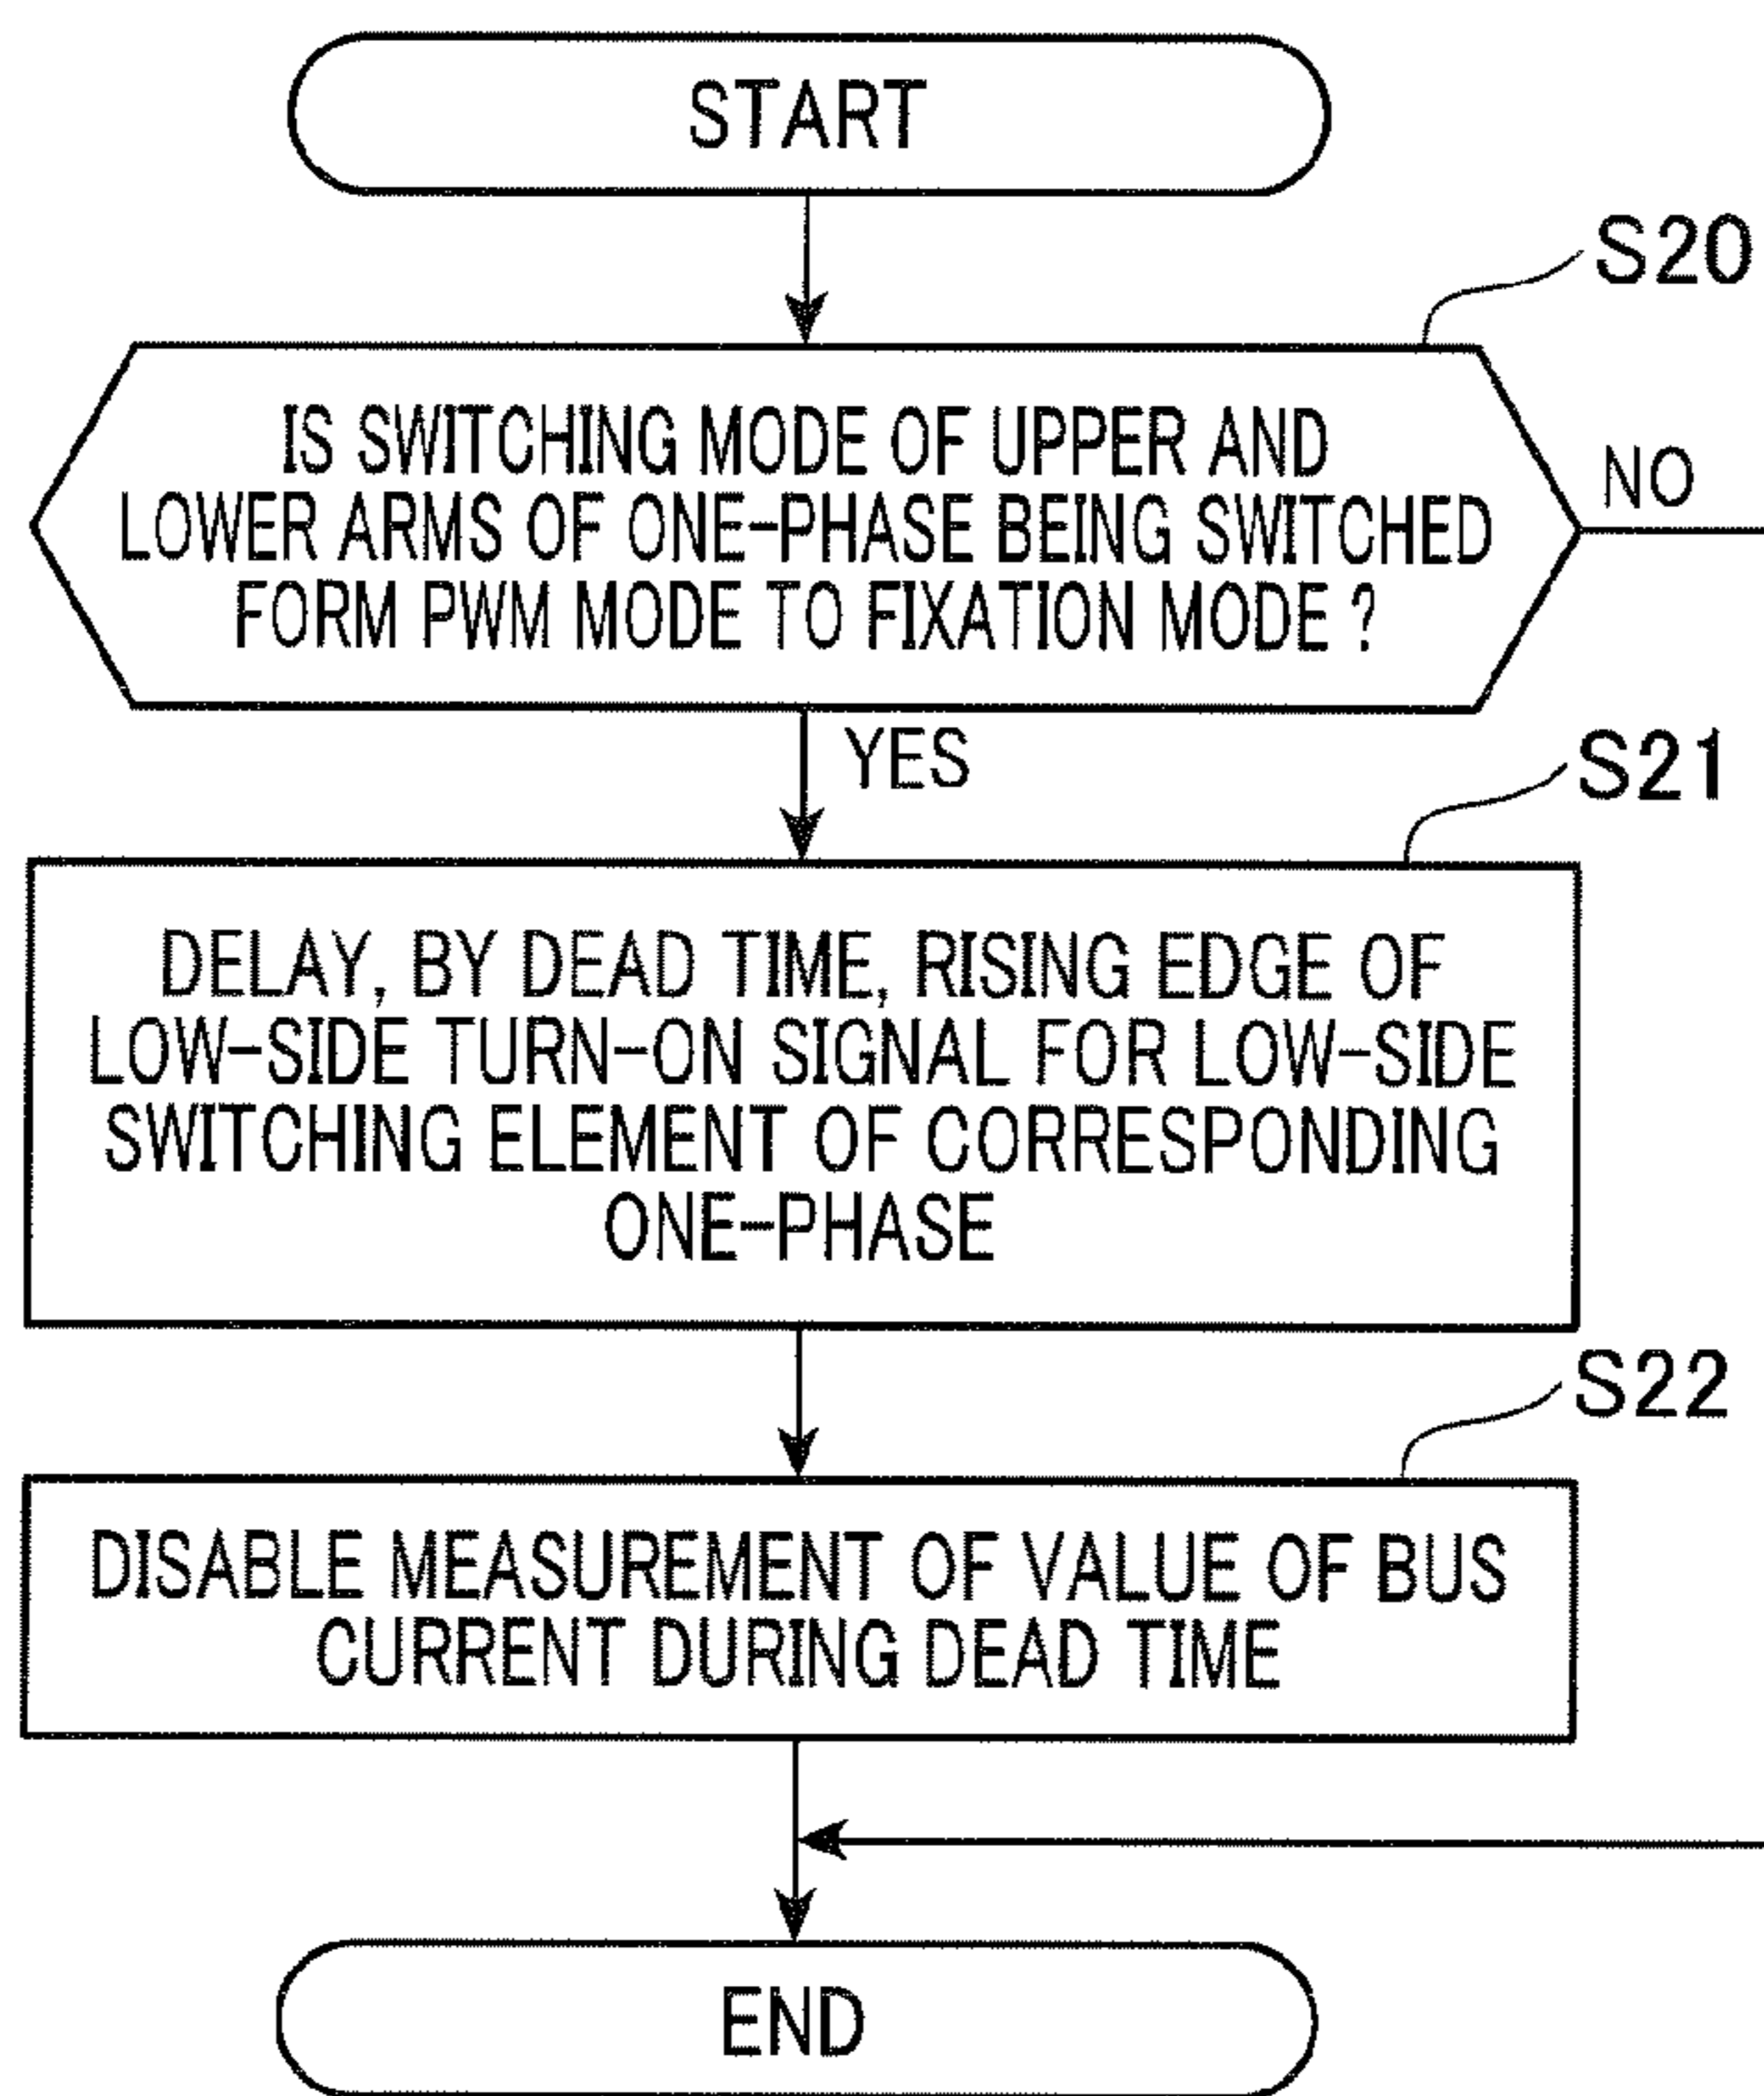 START
S20
IS SWITCHING MODE OF UPPER AND
LOWER ARMS OF ONE-PHASE BEING SWITCHED
FORM PWM MODE TO FIXATION MODE ?
NO
YES
S21
DELAY, BY DEAD TIME, RISING EDGE OF
LOW-SIDE TURN-ON SIGNAL FOR LOW-SIDE
SWITCHING ELEMENT OF CORRESPONDING
ONE-PHASE
S22
DISABLE MEASUREMENT OF VALUE OF BUS
CURRENT DURING DEAD TIME
END